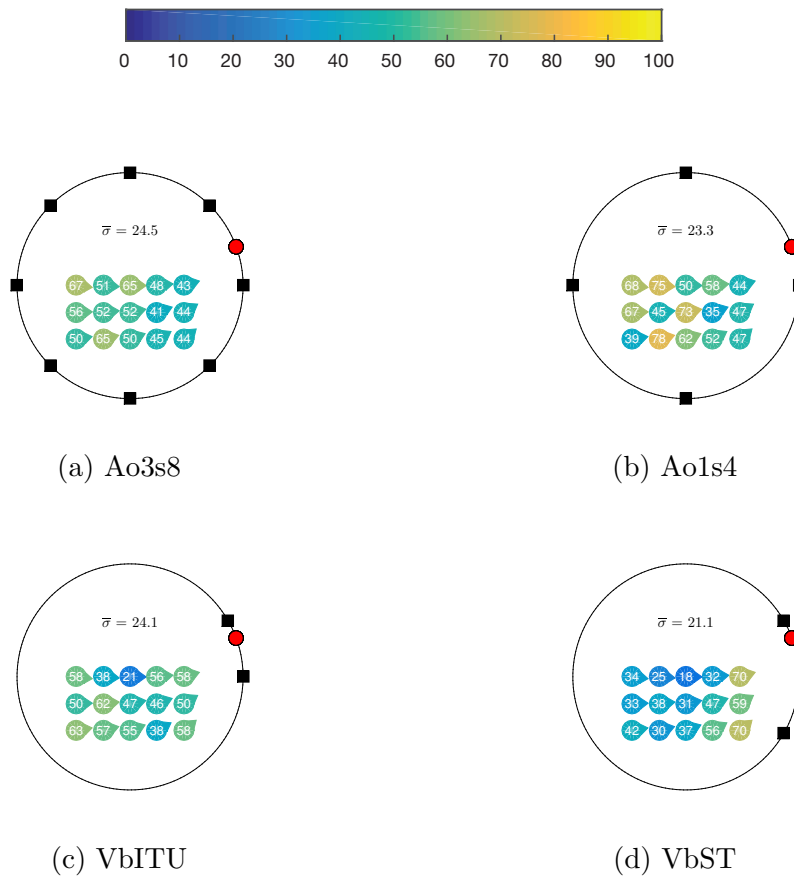 0 10 20 30 40 50 60 70 80 90 100
σ̅ = 24.5
67 51 65 48 43
56 52 52 41 44
50 65 50 45 44
(a) Ao3s8
σ̅ = 23.3
68 75 50 58 44
67 45 73 35 47
39 78 62 52 47
(b) Ao1s4
σ̅ = 24.1
58 38 21 56 58
50 62 47 46 50
63 57 55 38 58
(c) VbITU
σ̅ = 21.1
34 25 18 32 70
33 38 31 47 59
42 30 37 56 70
(d) VbST